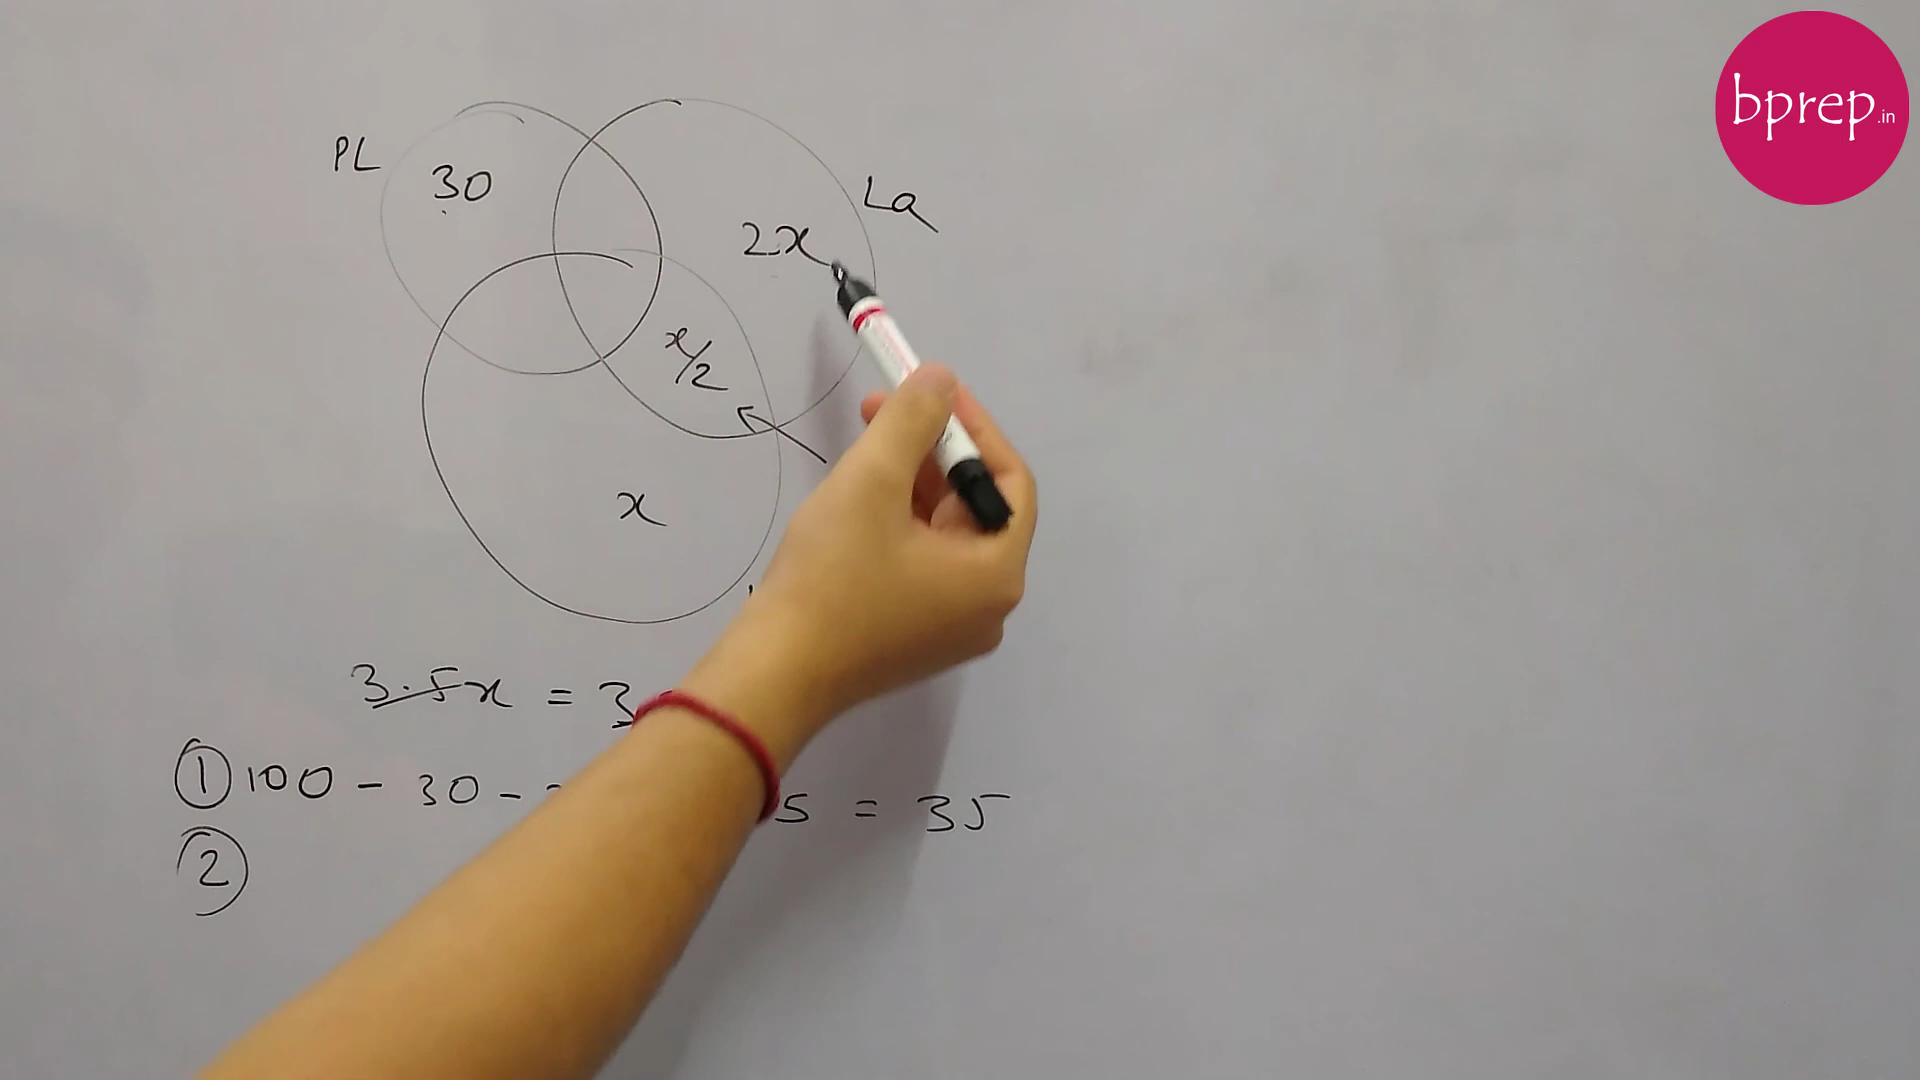 bprep.in
PL
30
La
2x
x/2
x
3.5x = 3
① 100 - 30 - 5 = 35
②